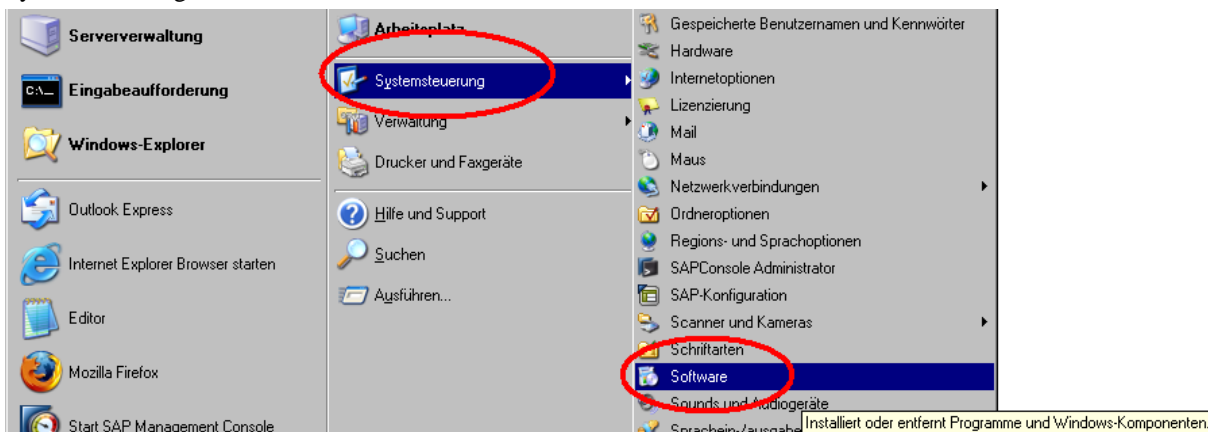 Serververwaltung
Eingabeaufforderung
Windows-Explorer
Outlook Express
Internet Explorer Browser starten
Editor
Mozilla Firefox
Start SAP Management Console
Arbeitsplatz
Systemsteuerung
Verwaltung
Drucker und Faxgeräte
Hilfe und Support
Suchen
Ausführen...
Gespeicherte Benutzernamen und Kennwörter
Hardware
Internetoptionen
Lizenzierung
Mail
Maus
Netzwerkverbindungen
Ordneroptionen
Regions- und Sprachoptionen
SAPConsole Administrator
SAP-Konfiguration
Scanner und Kameras
Schriftarten
Software
Sounds und Audiogeräte
Sprachein-/ausgabe
Installiert oder entfernt Programme und Windows-Komponenten.